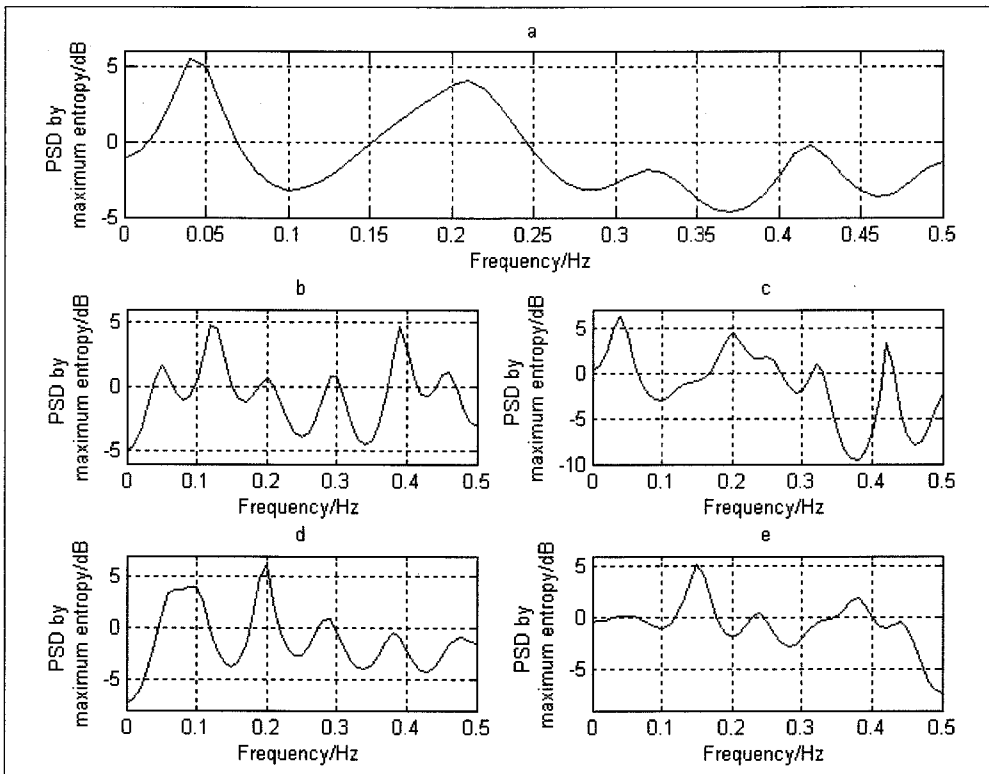 a
PSD by
maximum entropy/dB
5
0
-5
0 0.05 0.1 0.15 0.2 0.25 0.3 0.35 0.4 0.45 0.5
Frequency/Hz
b
PSD by
maximum entropy/dB
5
0
-5
0 0.1 0.2 0.3 0.4 0.5
Frequency/Hz
c
PSD by
maximum entropy/dB
5
0
-5
-10
0 0.1 0.2 0.3 0.4 0.5
Frequency/Hz
d
PSD by
maximum entropy/dB
5
0
-5
0 0.1 0.2 0.3 0.4 0.5
Frequency/Hz
e
PSD by
maximum entropy/dB
5
0
-5
0 0.1 0.2 0.3 0.4 0.5
Frequency/Hz